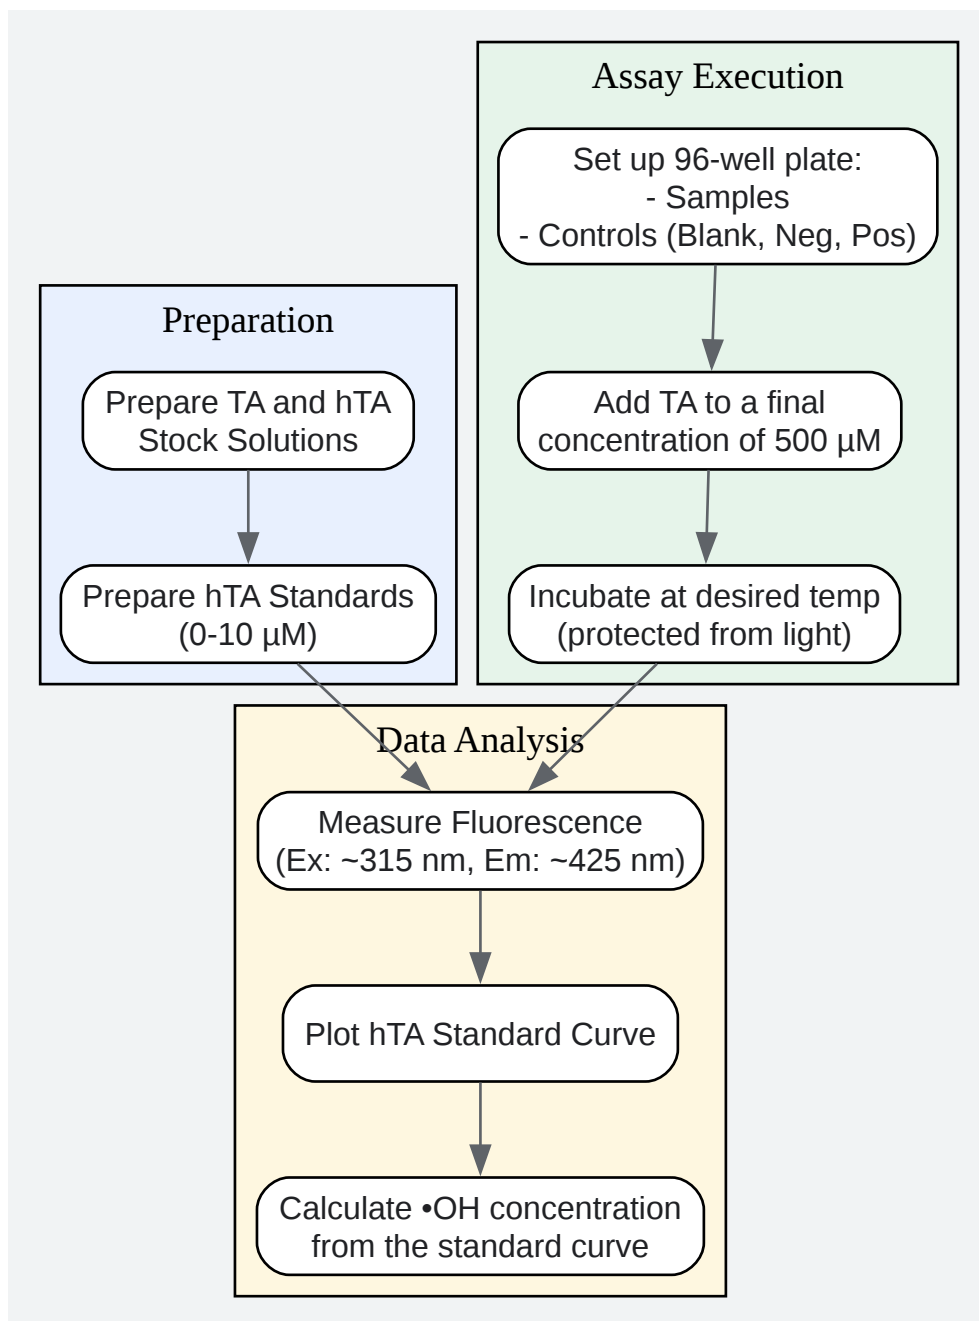 Assay Execution
Set up 96-well plate:
- Samples
- Controls (Blank, Neg, Pos)
Add TA to a final
concentration of 500 µM
Incubate at desired temp
(protected from light)
Preparation
Prepare TA and hTA
Stock Solutions
Prepare hTA Standards
(0-10 µM)
Data Analysis
Measure Fluorescence
(Ex: ~315 nm, Em: ~425 nm)
Plot hTA Standard Curve
Calculate •OH concentration
from the standard curve